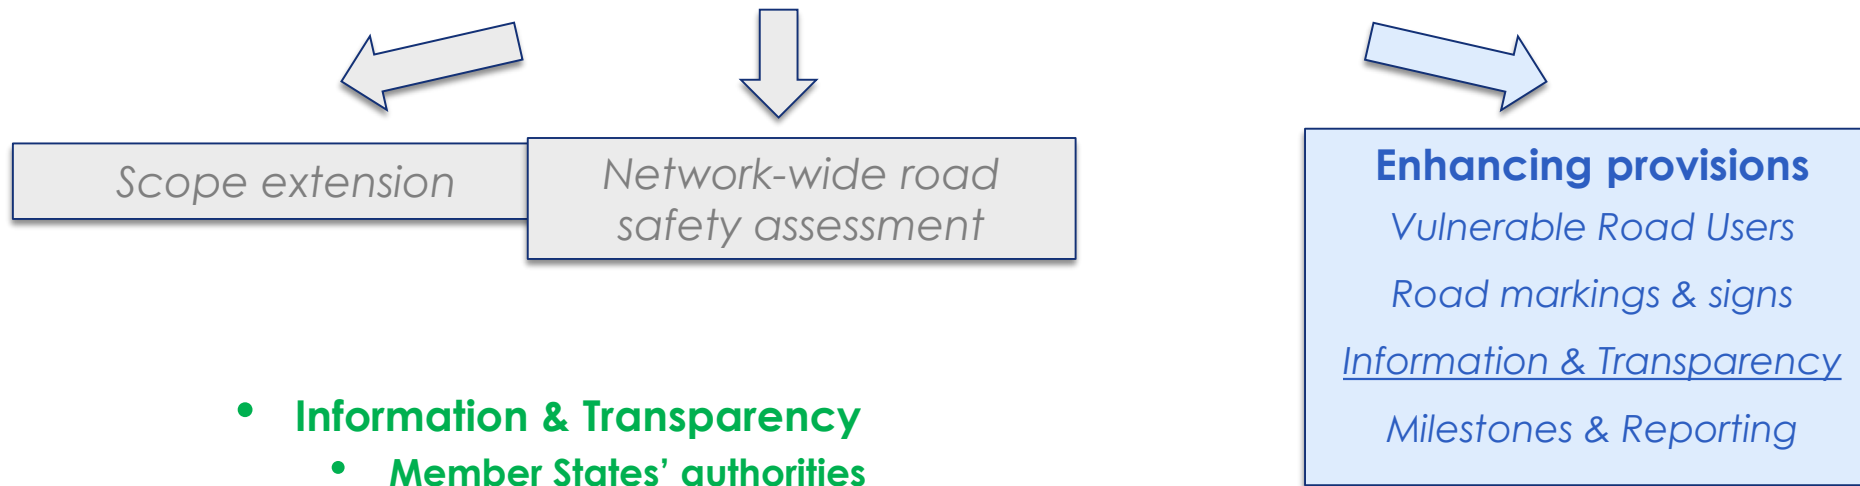 Scope extension
Network-wide road
safety assessment
Enhancing provisions
Vulnerable Road Users
Road markings & signs
Information & Transparency
Milestones & Reporting
• Information & Transparency
• Member States’ authorities